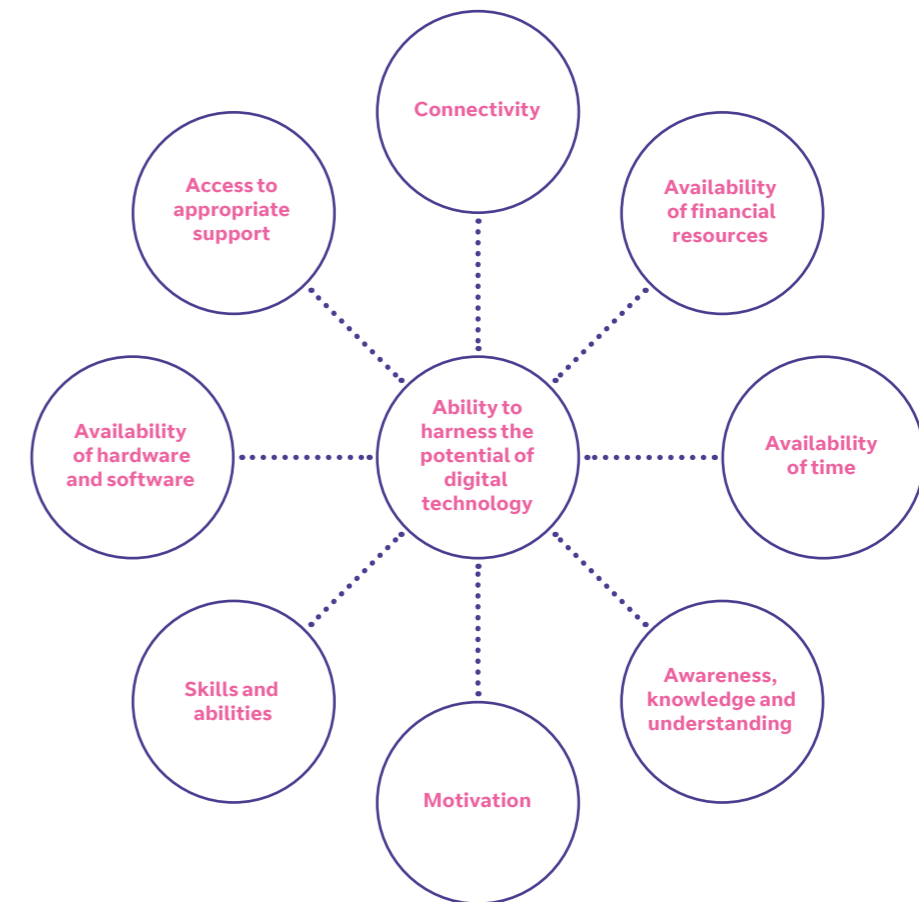 Connectivity
Access to
appropriate
support
Availability
of financial
resources
Availability
of hardware
and software
Ability to
harness the
potential of
digital
technology
Availability
of time
Skills and
abilities
Awareness,
knowledge and
understanding
Motivation